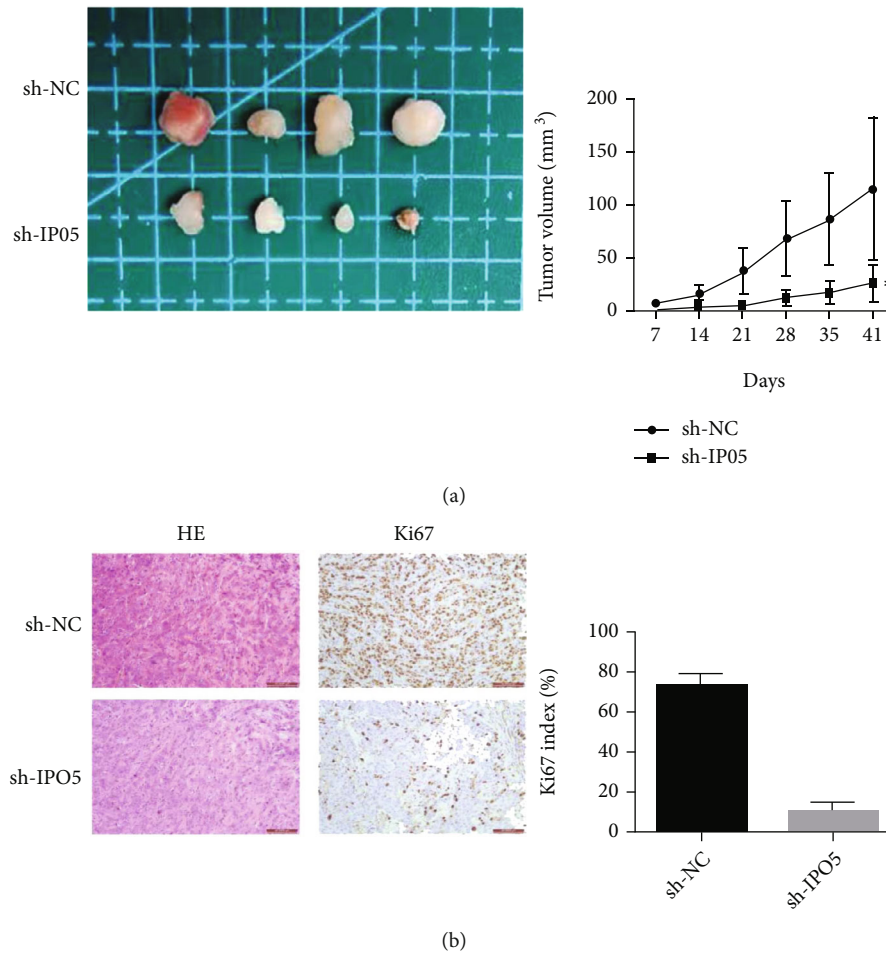 sh-NC
sh-IP05
Tumor volume (mm³)
200
150
100
50
0
7 14 21 28 35 41
*
Days
sh-NC
sh-IP05
(a)
HE Ki67
sh-NC
sh-IPO5
Ki67 index (%)
100
80
60
40
20
0
sh-NC
sh-IPO5
(b)